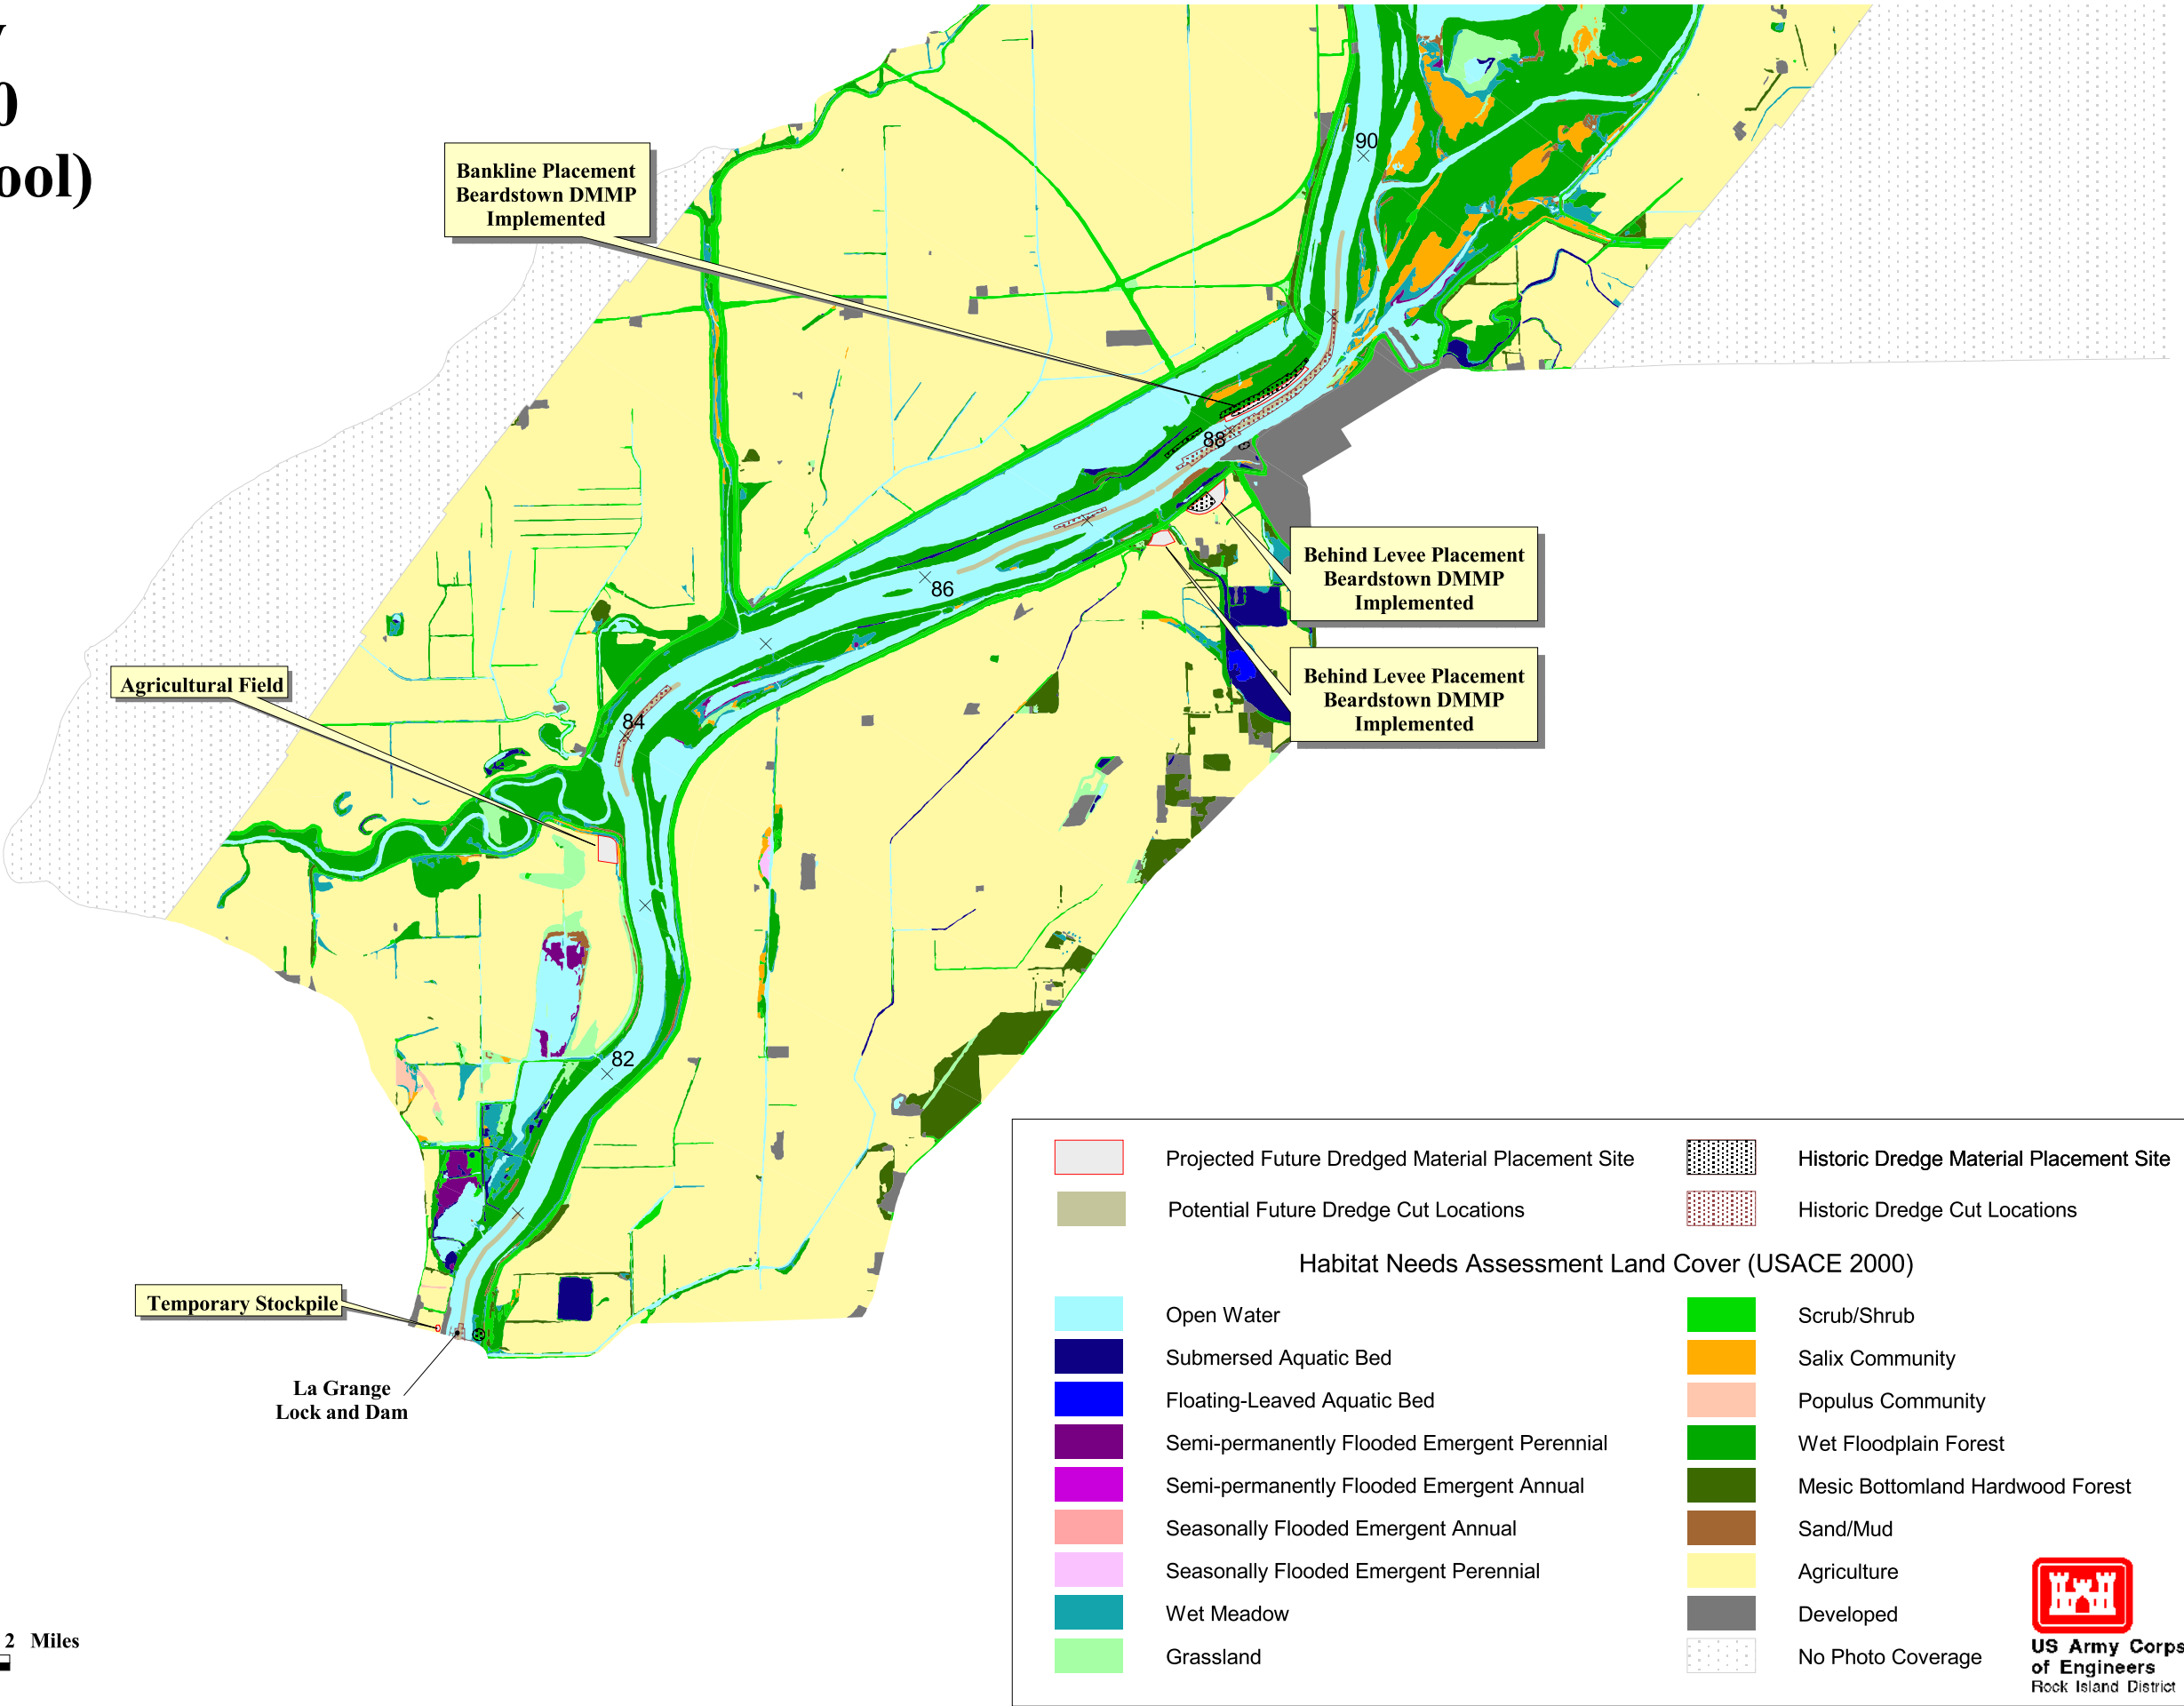 0
ool)
Bankline Placement
Beardstown DMMP
Implemented
90
88
86
Behind Levee Placement
Beardstown DMMP
Implemented
Behind Levee Placement
Beardstown DMMP
Implemented
Agricultural Field
84
82
Temporary Stockpile
La Grange
Lock and Dam
2 Miles
Projected Future Dredged Material Placement Site
Historic Dredge Material Placement Site
Potential Future Dredge Cut Locations
Historic Dredge Cut Locations
Habitat Needs Assessment Land Cover (USACE 2000)
Open Water
Submersed Aquatic Bed
Floating-Leaved Aquatic Bed
Semi-permanently Flooded Emergent Perennial
Semi-permanently Flooded Emergent Annual
Seasonally Flooded Emergent Annual
Seasonally Flooded Emergent Perennial
Wet Meadow
Grassland
Scrub/Shrub
Salix Community
Populus Community
Wet Floodplain Forest
Mesic Bottomland Hardwood Forest
Sand/Mud
Agriculture
Developed
No Photo Coverage
US Army Corps
of Engineers
Rock Island District